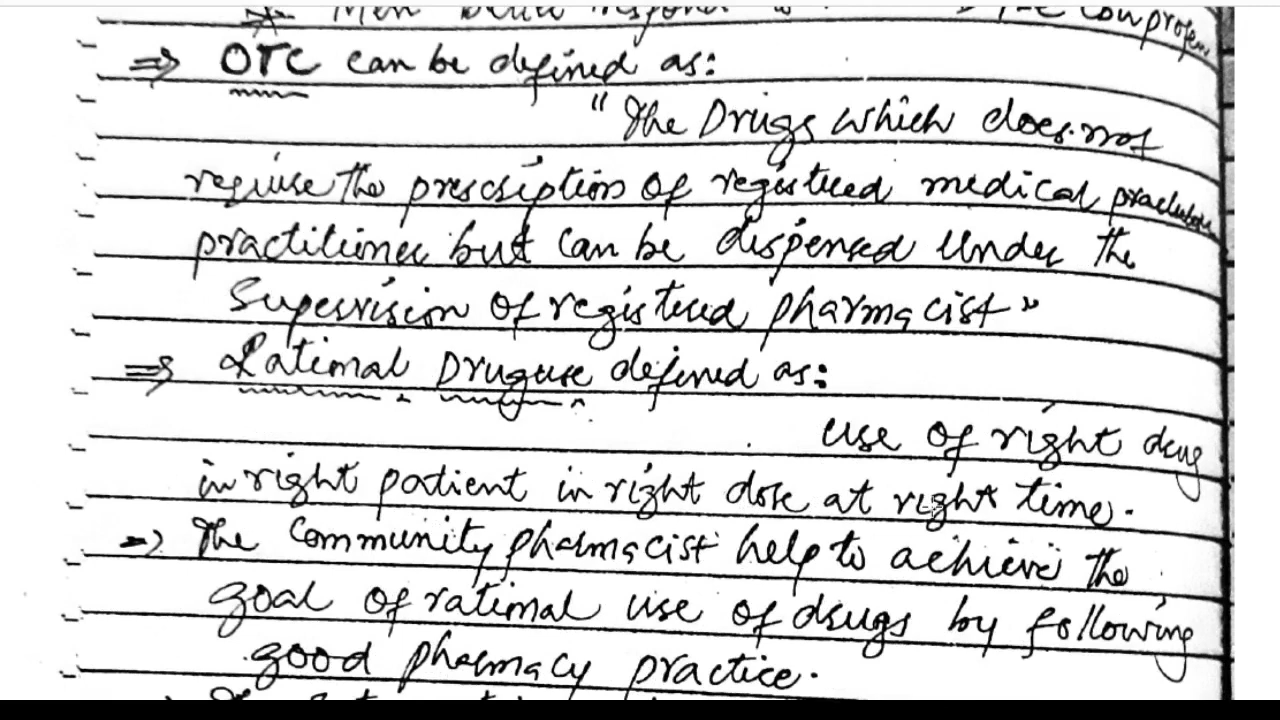 ⇒ OTC can be defined as:
"The Drugs which does not
require the prescription of registered medical
practitioner but can be dispensed under the
Supervision of registered pharmacist"
⇒ Rational Druguse defined as:
use of right drug
in right patient in right dose at right time.
→ The Community pharmacist help to achieve the
goal of rational use of drugs by following
good pharmacy practice.